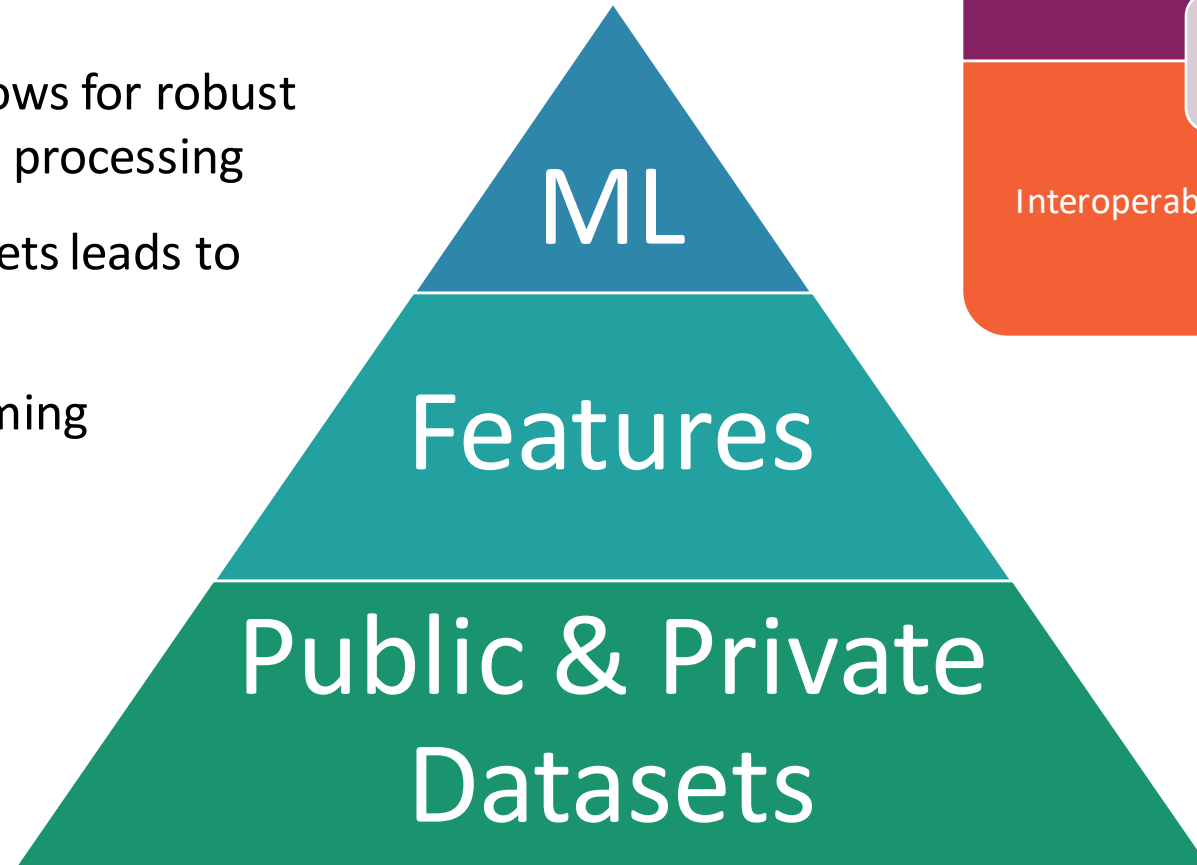 ows for robust
processing
ets leads to
ning
ML
Features
Public & Private
Datasets
Interoperab